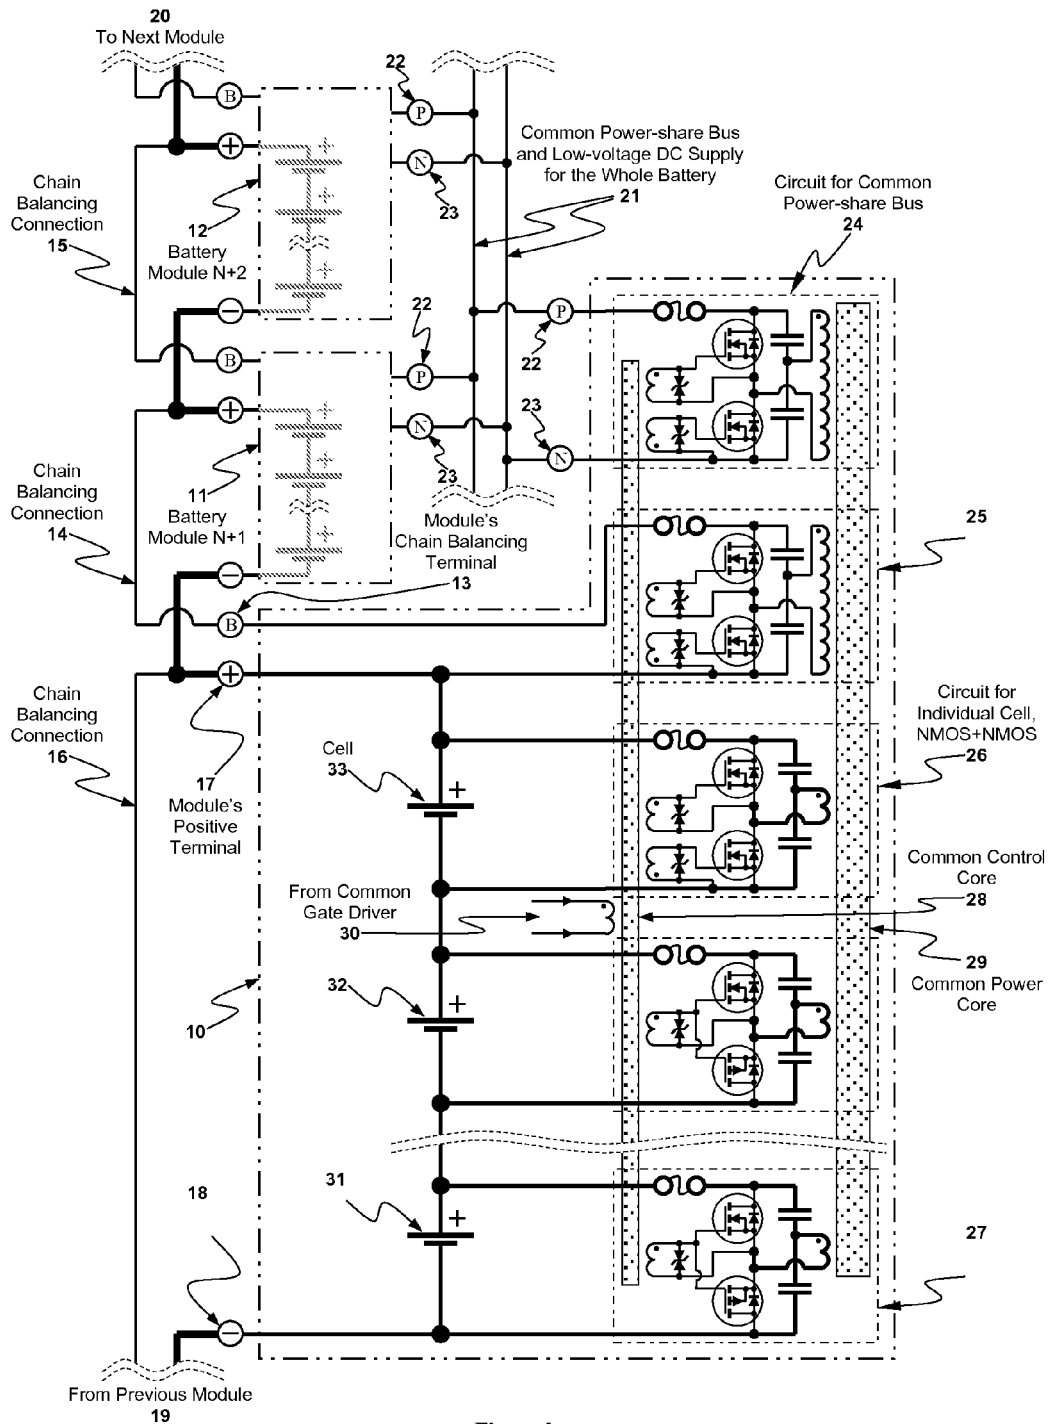 20
To Next Module
22
B
P
Common Power-share Bus
and Low-voltage DC Supply
for the Whole Battery
21
Circuit for Common
Power-share Bus
24
+
N
23
Chain
Balancing
Connection
15
12
Battery
Module N+2
+
+
+
−
22
P
22
B
P
+
+
23
N
23
N
Chain
Balancing
Connection
14
11
Battery
Module N+1
+
+
Module's
Chain Balancing
Terminal
13
25
−
B
+
Chain
Balancing
Connection
16
17
Module's
Positive
Terminal
Cell
33
+
Circuit for
Individual Cell,
NMOS+NMOS
26
From Common
Gate Driver
30
Common Control
Core
28
29
Common Power
Core
10
32
+
31
+
18
27
−
From Previous Module
19